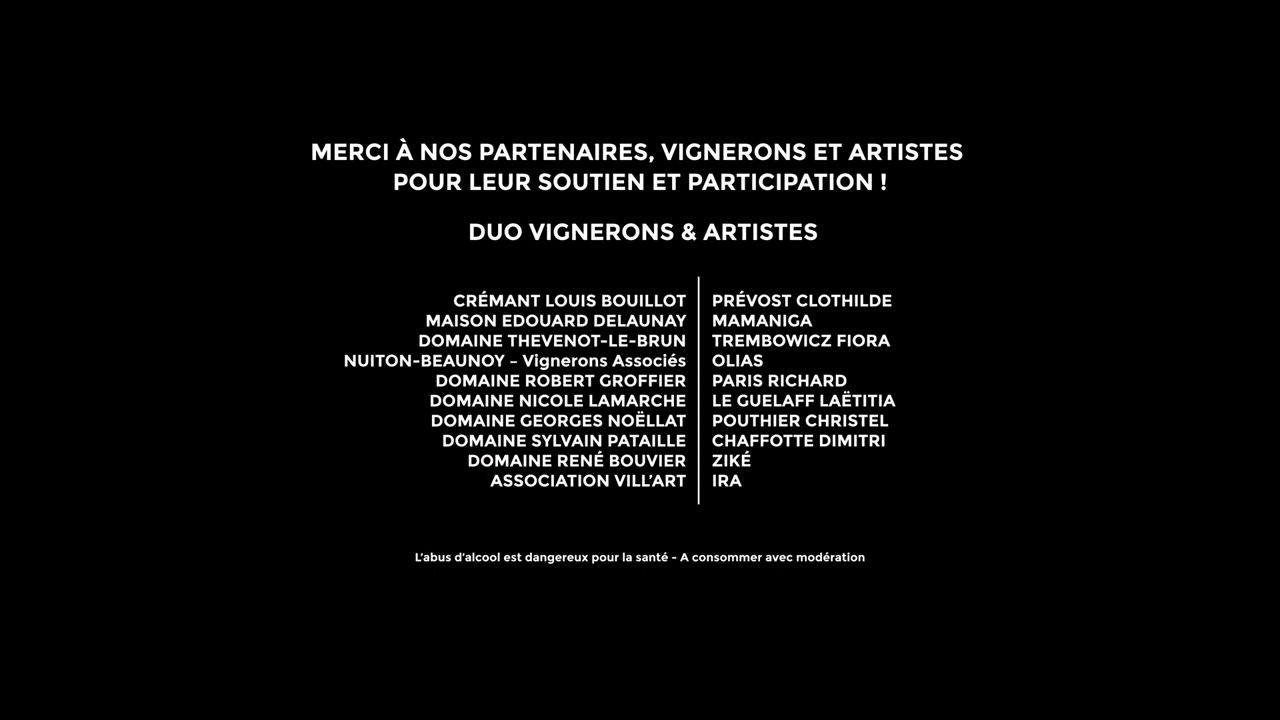 MERCI À NOS PARTENAIRES, VIGNERONS ET ARTISTES
POUR LEUR SOUTIEN ET PARTICIPATION !
DUO VIGNERONS & ARTISTES
CRÉMANT LOUIS BOUILLOT PRÉVOST CLOTHILDE
MAISON EDOUARD DELAUNAY MAMANIGA
DOMAINE THEVENOT-LE-BRUN TREMBOWICZ FIORA
NUITON-BEAUNOY – Vignerons Associés OLIAS
DOMAINE ROBERT GROFFIER PARIS RICHARD
DOMAINE NICOLE LAMARCHE LE GUELAFF LAËTITIA
DOMAINE GEORGES NOËLLAT POUTHIER CHRISTEL
DOMAINE SYLVAIN PATAILLE CHAFFOTTE DIMITRI
DOMAINE RENÉ BOUVIER ZIKÉ
ASSOCIATION VILL’ART IRA
L’abus d’alcool est dangereux pour la santé - A consommer avec modération